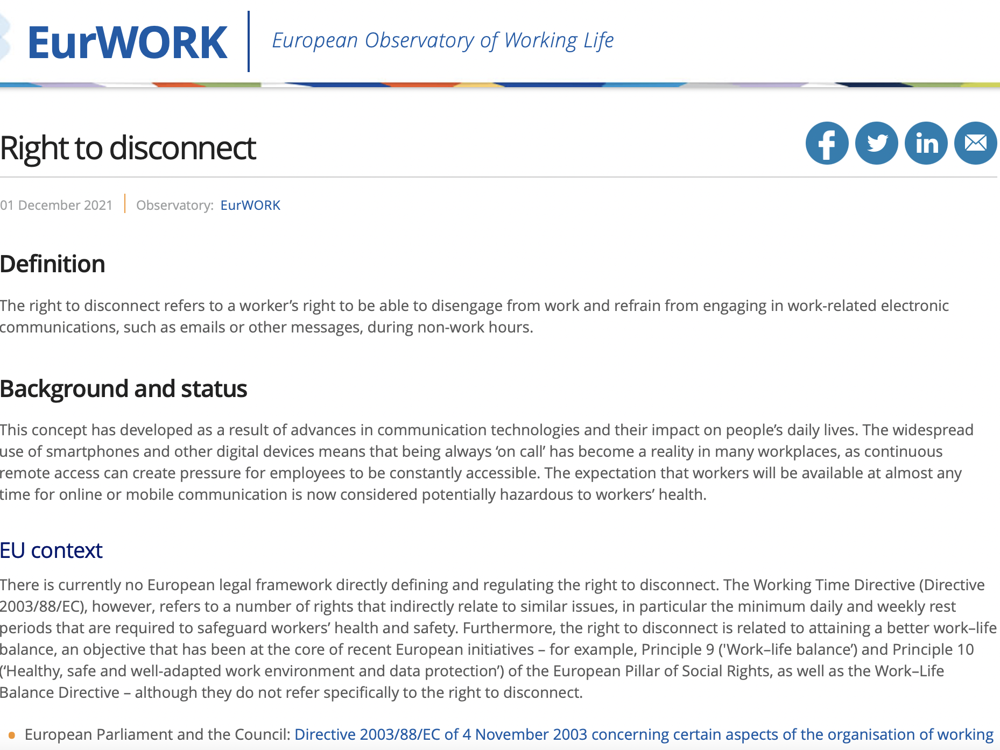 EurWORK
European Observatory of Working Life
Right to disconnect
01 December 2021
Observatory: EurWORK
Definition
The right to disconnect refers to a worker’s right to be able to disengage from work and refrain from engaging in work-related electronic
communications, such as emails or other messages, during non-work hours.
Background and status
This concept has developed as a result of advances in communication technologies and their impact on people’s daily lives. The widespread
use of smartphones and other digital devices means that being always ‘on call’ has become a reality in many workplaces, as continuous
remote access can create pressure for employees to be constantly accessible. The expectation that workers will be available at almost any
time for online or mobile communication is now considered potentially hazardous to workers’ health.
EU context
There is currently no European legal framework directly defining and regulating the right to disconnect. The Working Time Directive (Directive
2003/88/EC), however, refers to a number of rights that indirectly relate to similar issues, in particular the minimum daily and weekly rest
periods that are required to safeguard workers’ health and safety. Furthermore, the right to disconnect is related to attaining a better work–life
balance, an objective that has been at the core of recent European initiatives – for example, Principle 9 ('Work–life balance’) and Principle 10
(‘Healthy, safe and well-adapted work environment and data protection’) of the European Pillar of Social Rights, as well as the Work–Life
Balance Directive – although they do not refer specifically to the right to disconnect.
European Parliament and the Council: Directive 2003/88/EC of 4 November 2003 concerning certain aspects of the organisation of working